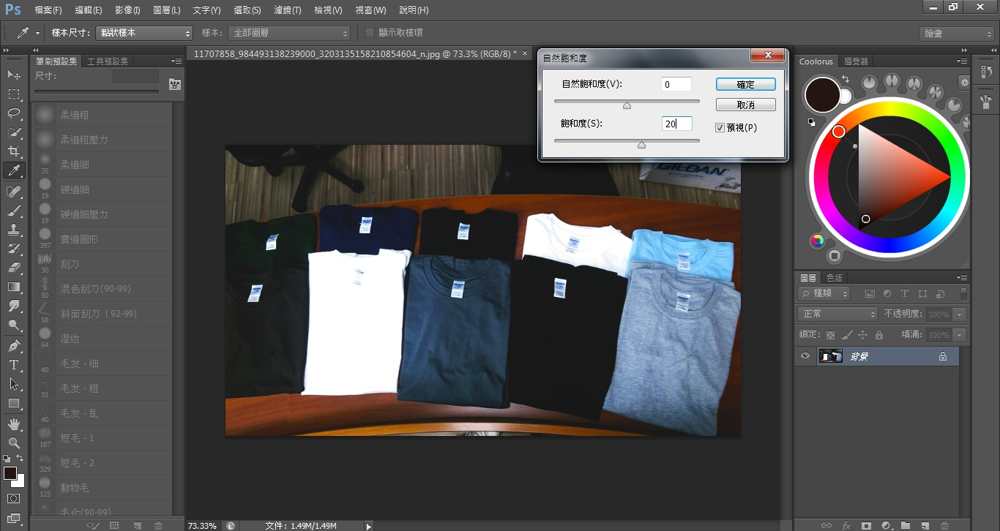 Ps 檔案(F) 編輯(E) 影像(I) 圖層(L) 文字(Y) 選取(S) 濾鏡(T) 檢視(V) 視窗(W) 說明(H)
樣本尺寸: 點狀樣本 樣本: 全部圖層 顯示取樣環 繪畫
筆刷預設集 工具預設集
尺寸:
柔邊粗
柔邊粗壓力
柔邊細
35
硬邊細
19
硬邊細壓力
19
實邊圓形
397
刮刀
30
混色刮刀(90-99)
50
斜面刮刀（92-99）
58
湿边
64
毛发 - 细
40
毛发 - 粗
31
毛发 - 乱
40
短毛 - 1
187
短毛 - 2
329
動物毛
125
毛化(90-99)
11707858_984493138239000_3203135158210854604_n.jpg @ 73.3% (RGB/8) * ×
GILDAN
自然飽和度
自然飽和度(V): 0
確定
取消
飽和度(S): 20
預視(P)
Coolorus 導覽器
圖層 色版
種類
正常 不透明度: 100%
鎖定: 填滿: 100%
背景
fx
73.33% 文件: 1.49M/1.49M